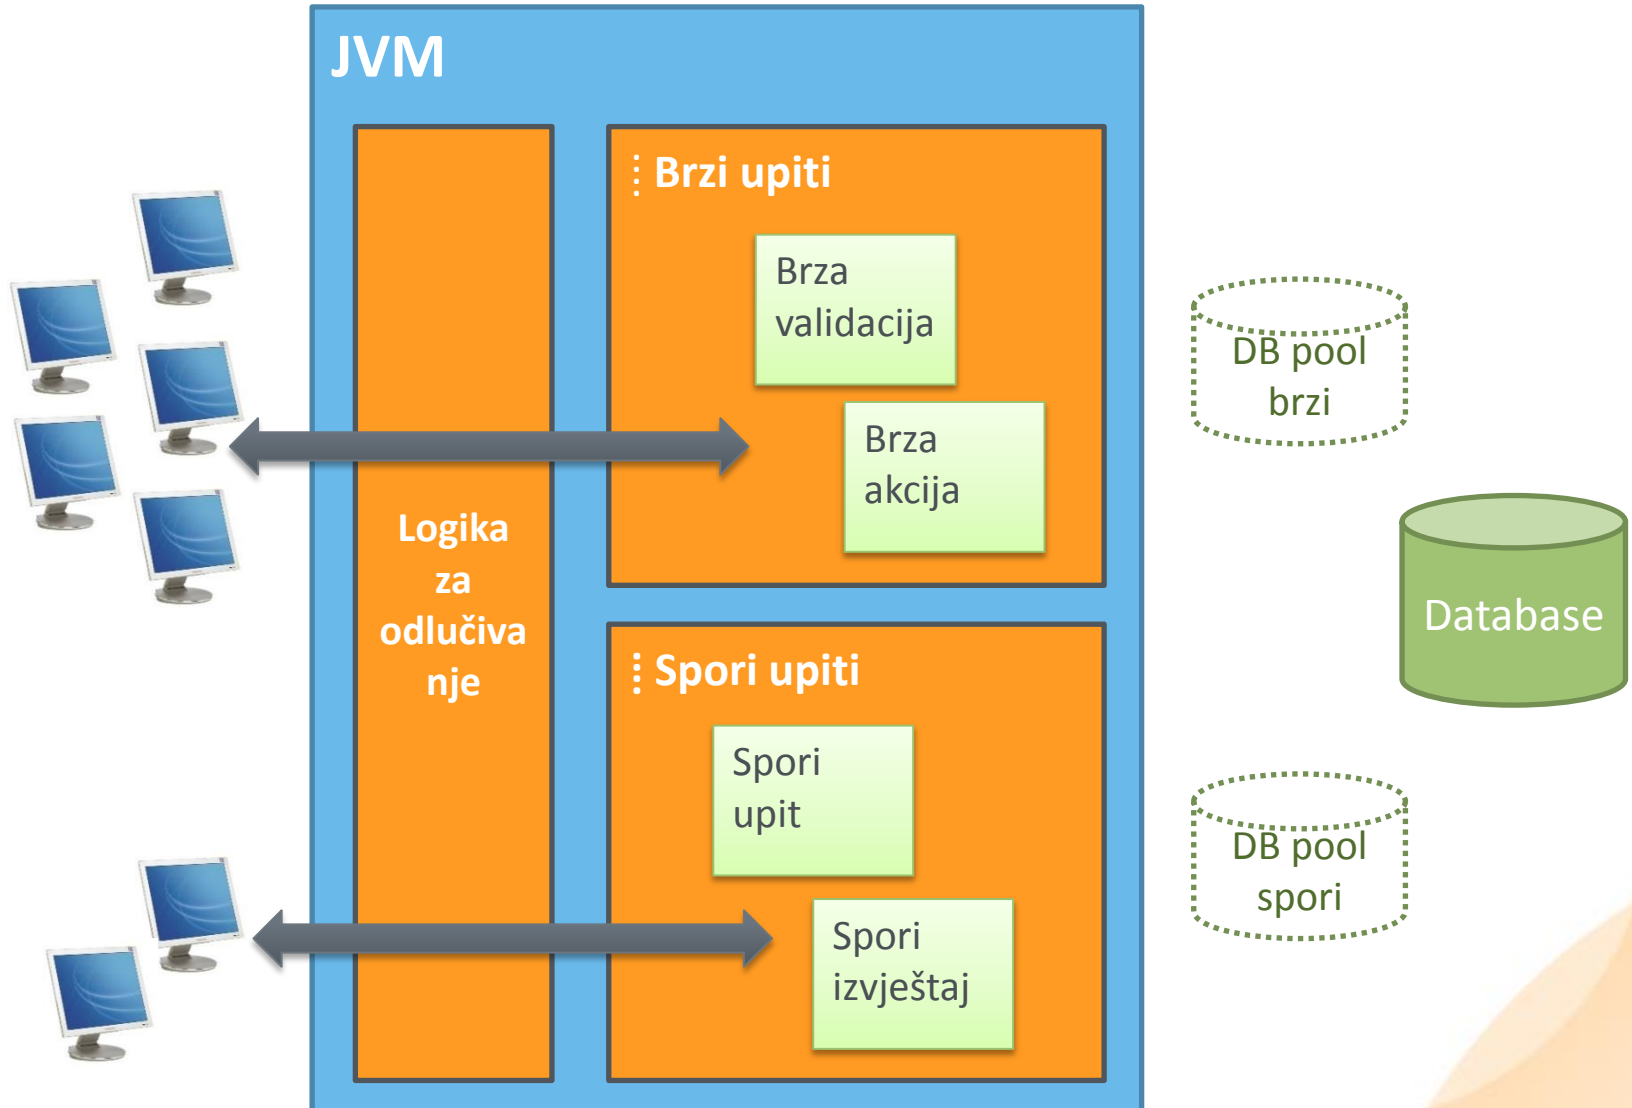 JVM
Logika
za
odlučiva
nje
Brzi upiti
Brza
validacija
Brza
akcija
Spori upiti
Spori
upit
Spori
izvještaj
DB pool
brzi
Database
DB pool
spori